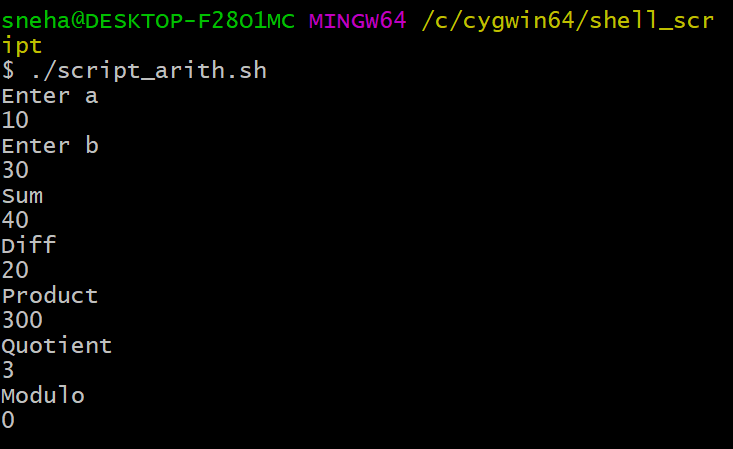 sneha@DESKTOP-F28O1MC MINGW64 /c/cygwin64/shell_scr
ipt
$ ./script_arith.sh
Enter a
10
Enter b
30
Sum
40
Diff
20
Product
300
Quotient
3
Modulo
0